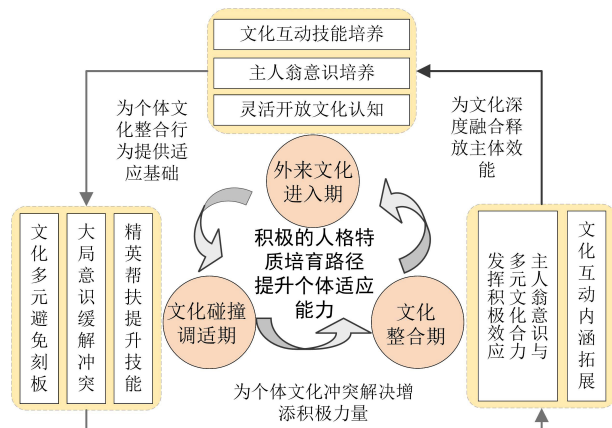 文化互动技能培养
主人翁意识培养
灵活开放文化认知
为个体文
化整合行
为提供适
应基础
为文化深
度融合释
放主体效
能
外来文化
进入期
积极的人格特
质培育路径
提升个体适应
能力
文化碰撞
调适期
文化
整合期
文化多元避免刻板
大局意识缓解冲突
精英帮扶提升技能
主人翁意识与
多元文化合力
发挥积极效应
文化互动内涵拓展
为个体文化冲突解决增
添积极力量